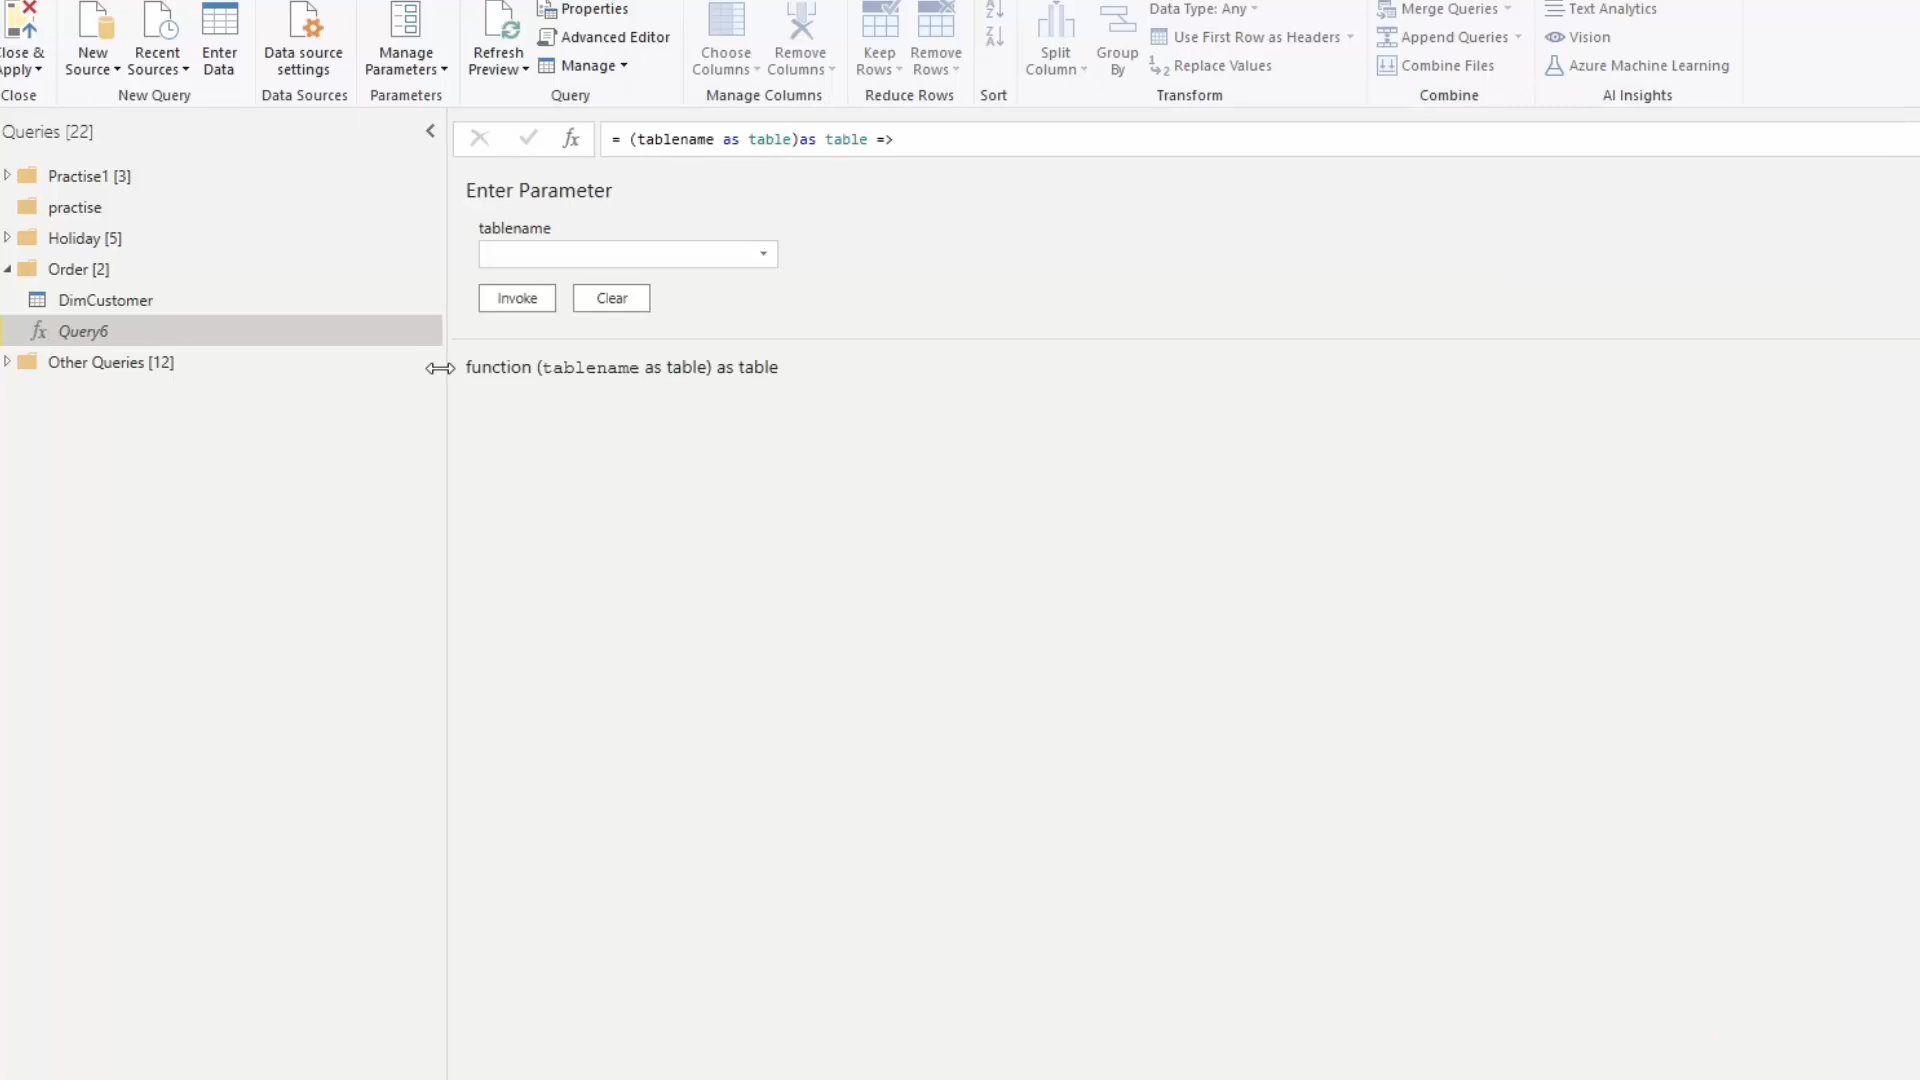 Properties
Data Type: Any
Merge Queries
Text Analytics
Advanced Editor
Use First Row as Headers
Append Queries
Vision
Close &
Apply
New
Source
Recent
Sources
Enter
Data
Data source
settings
Manage
Parameters
Refresh
Preview
Manage
Choose
Columns
Remove
Columns
Keep
Rows
Remove
Rows
Split
Column
Group
By
Replace Values
Combine Files
Azure Machine Learning
Close
New Query
Data Sources
Parameters
Query
Manage Columns
Reduce Rows
Sort
Transform
Combine
AI Insights
Queries [22]
fx
= (tablename as table)as table =>
Practise1 [3]
practise
Holiday [5]
Order [2]
DimCustomer
fx Query6
Other Queries [12]
Enter Parameter
tablename
Invoke
Clear
function (tablename as table) as table